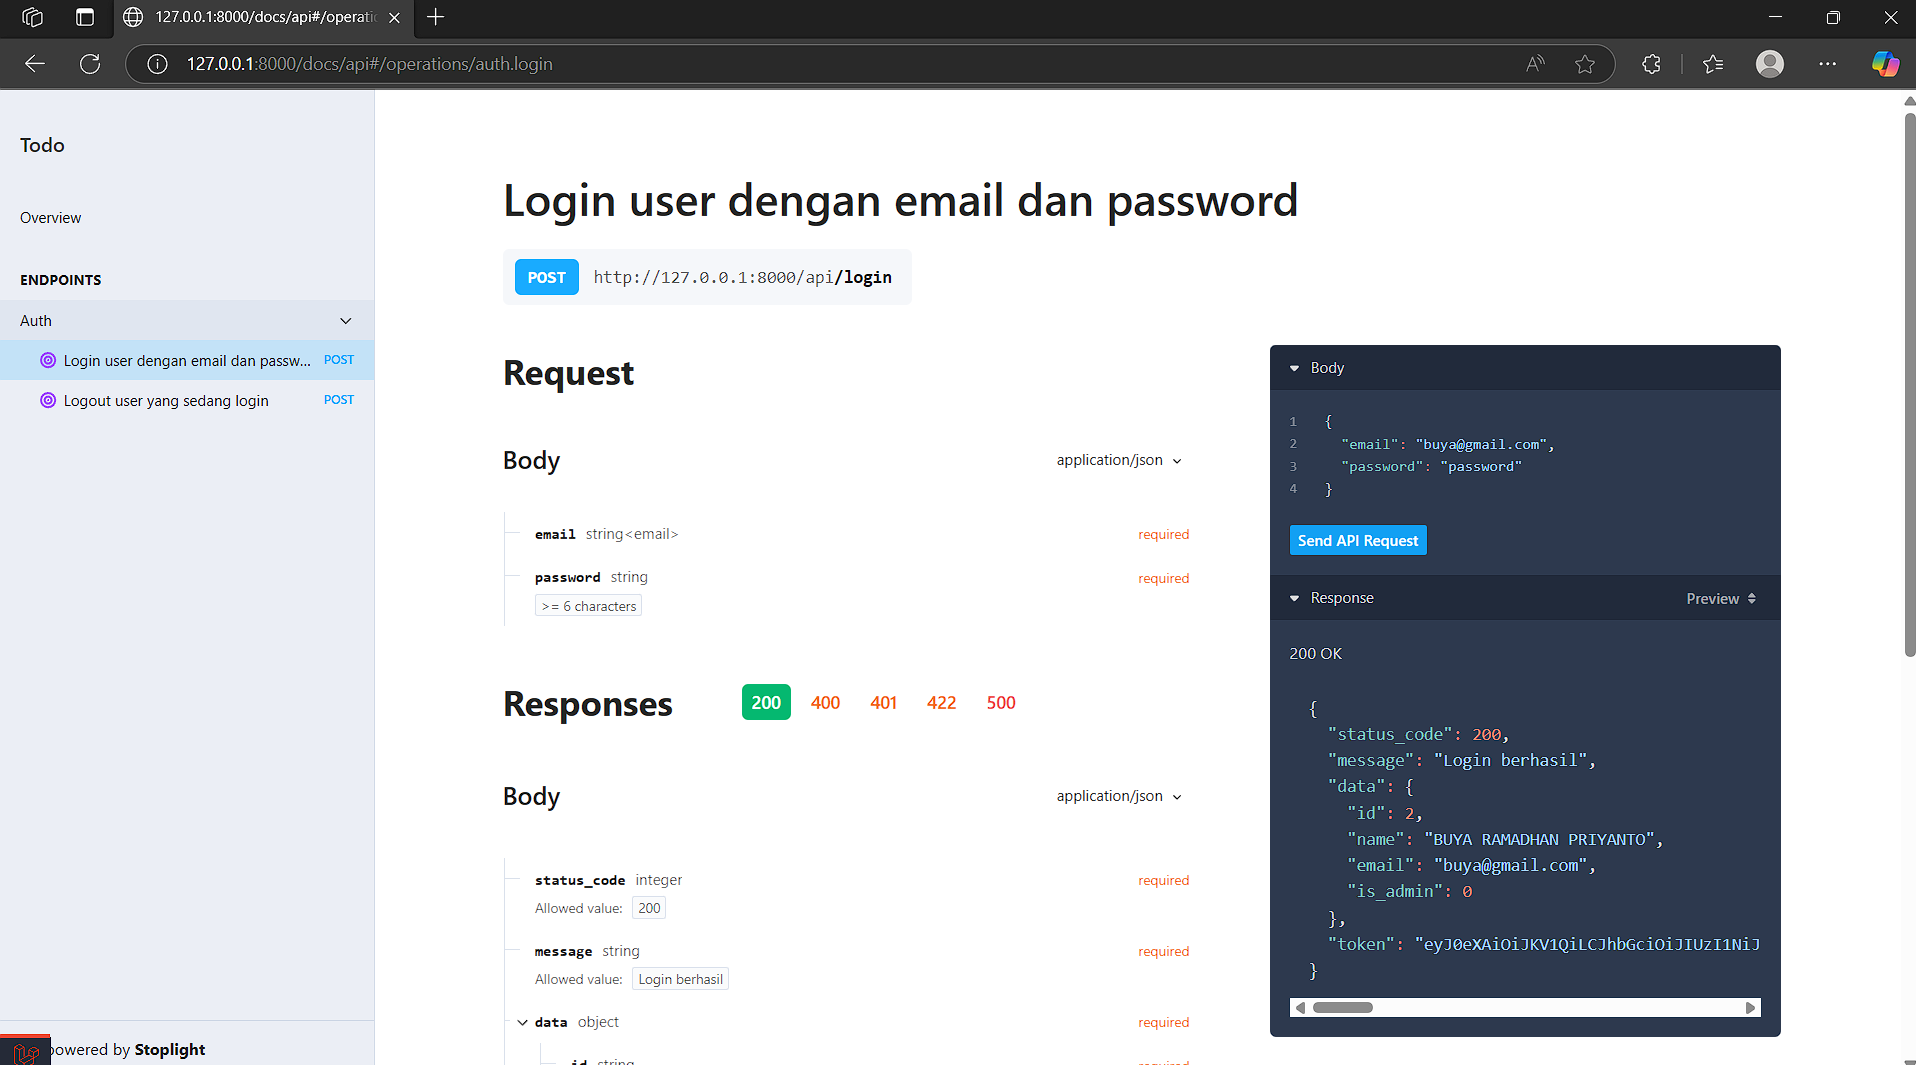 127.0.0.1:8000/docs/api#/operati
127.0.0.1:8000/docs/api#/operations/auth.login
Todo
Overview
ENDPOINTS
Auth
Login user dengan email dan passw... POST
Logout user yang sedang login POST
powered by Stoplight
Login user dengan email dan password
POST http://127.0.0.1:8000/api/login
Request
Body application/json
email string<email> required
password string required
>= 6 characters
Responses 200 400 401 422 500
Body application/json
status_code integer required
Allowed value: 200
message string required
Allowed value: Login berhasil
data object required
id string required
Body
1 {
2 "email": "buya@gmail.com",
3 "password": "password"
4 }
Send API Request
Response Preview
200 OK
{
"status_code": 200,
"message": "Login berhasil",
"data": {
"id": 2,
"name": "BUYA RAMADHAN PRIYANTO",
"email": "buya@gmail.com",
"is_admin": 0
},
"token": "eyJ0eXAiOiJKV1QiLCJhbGciOiJIUzI1NiJ
}